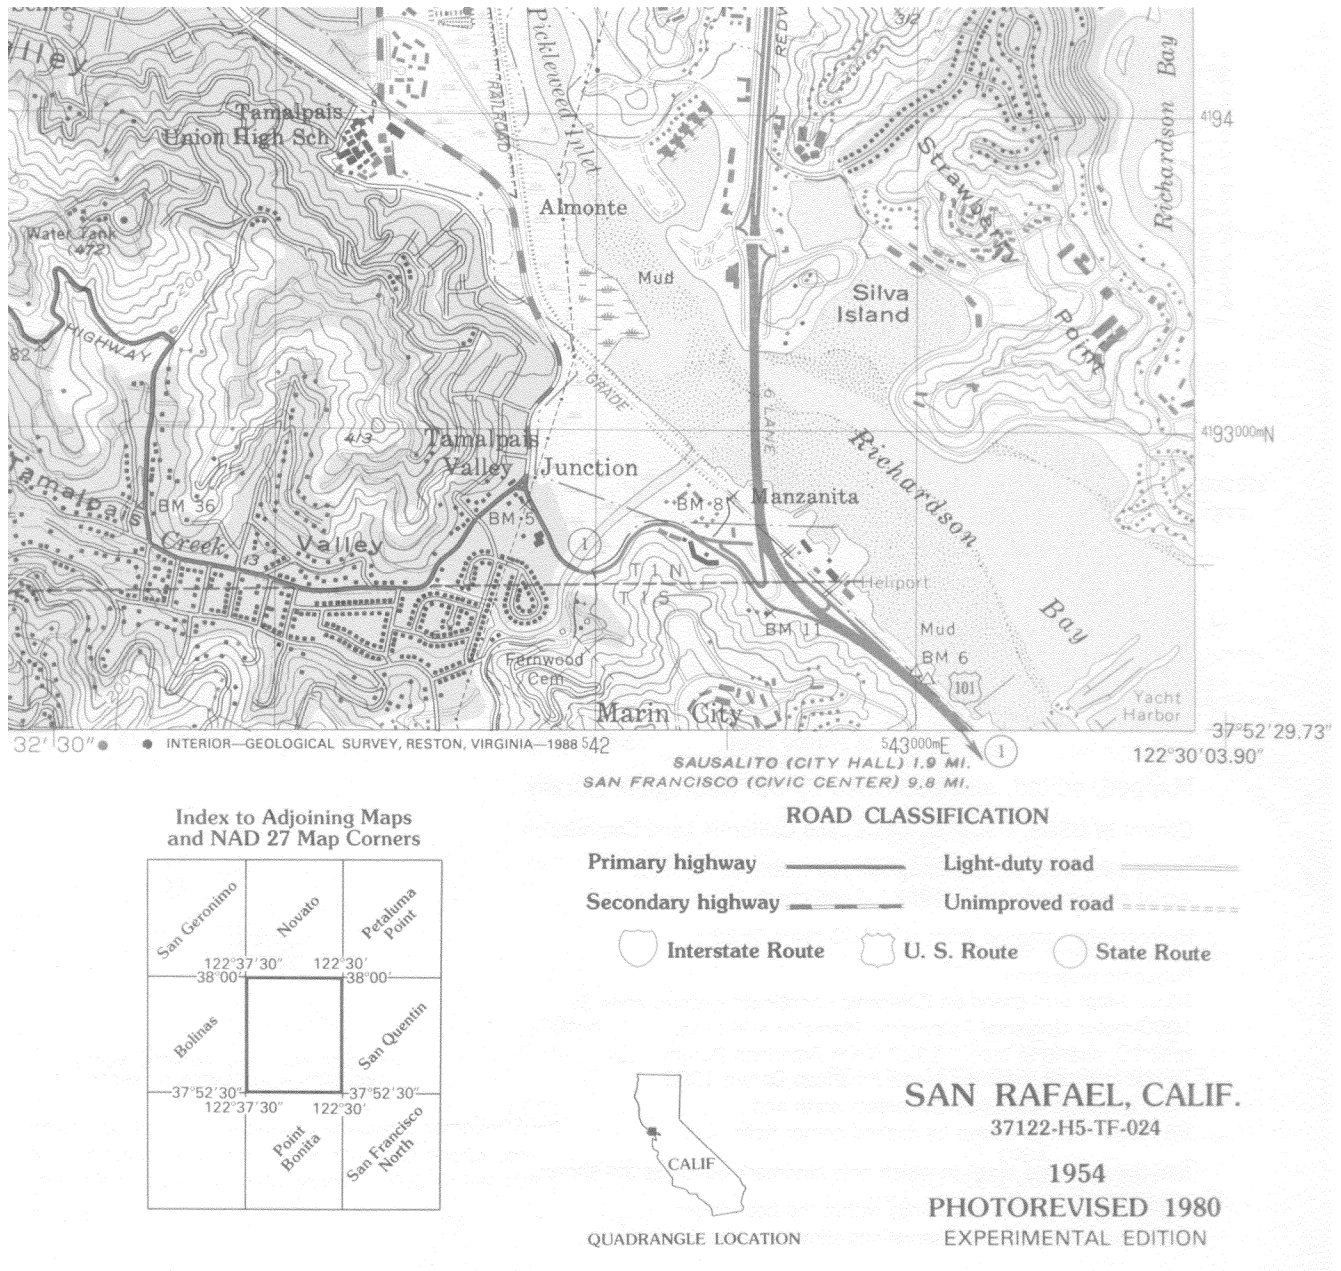 lley
Pickleweed Inlet
RAILROAD
REDW
312
Richardson Bay
4194
Tamalpais
Union High Sch
Strawberry
Point
Almonte
Water Tank
472
200
Mud
Silva
Island
HIGHWAY
82
GRADE
6 LANE
413
4193000mN
Tamalpais
Valley Junction
Richardson
Bay
Tamalpais
Valley
BM 36
Creek
13
BM 5
BM 8
Manzanita
1
T 1 N
T 1 S
Heliport
BM 11
Mud
BM 6
101
Fernwood
Cem
200
Marin City
Yacht
Harbor
32'30"
INTERIOR—GEOLOGICAL SURVEY, RESTON, VIRGINIA—1988
542
543000mE
1
37°52'29.73"
122°30'03.90"
SAUSALITO (CITY HALL) 1.9 MI.
SAN FRANCISCO (CIVIC CENTER) 9.8 MI.
Index to Adjoining Maps
and NAD 27 Map Corners
San Geronimo
Novato
Petaluma
Point
122°37'30"
122°30'
38°00'
38°00'
Bolinas
San Quentin
37°52'30"
37°52'30"
122°37'30"
122°30'
Point
Bonita
San Francisco
North
ROAD CLASSIFICATION
Primary highway
Light-duty road
Secondary highway
Unimproved road
Interstate Route
U. S. Route
State Route
CALIF
QUADRANGLE LOCATION
SAN RAFAEL, CALIF.
37122-H5-TF-024
1954
PHOTOREVISED 1980
EXPERIMENTAL EDITION